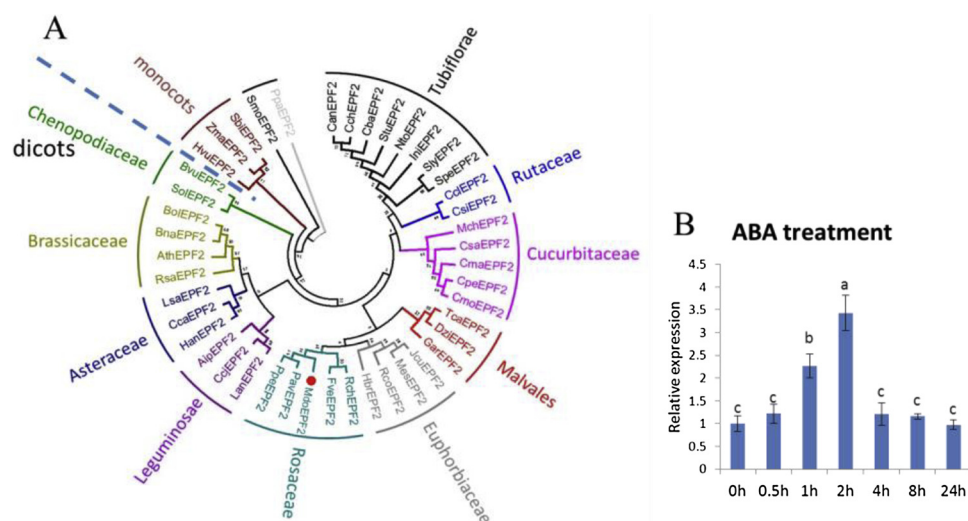 A
monocots
Chenopodiaceae
dicots
Brassicaceae
Asteraceae
Leguminosae
Rosaceae
Euphorbiaceae
Malvales
Cucurbitaceae
Rutaceae
Tubiflorae
PpaEPF2
SmoEPF2
SbiEPF2
ZmaEPF2
HvuEPF2
BvuEPF2
SolEPF2
BolEPF2
BnaEPF2
AthEPF2
RsaEPF2
LsaEPF2
CcaEPF2
HanEPF2
AipEPF2
CcjEPF2
LanEPF2
PpeEPF2
PavEPF2
MdoEPF2
FveEPF2
RchEPF2
HbrEPF2
RcoEPF2
MesEPF2
JcuEPF2
GarEPF2
DziEPF2
TcaEPF2
CmoEPF2
CpeEPF2
CmaEPF2
CsaEPF2
MchEPF2
CsiEPF2
CclEPF2
SpeEPF2
SlyEPF2
IniEPF2
NtoEPF2
StuEPF2
CbaEPF2
CchEPF2
CanEPF2
B
ABA treatment
Relative expression
4.5
4
3.5
3
2.5
2
1.5
1
0.5
0
c
c
b
a
c
c
c
0h 0.5h 1h 2h 4h 8h 24h